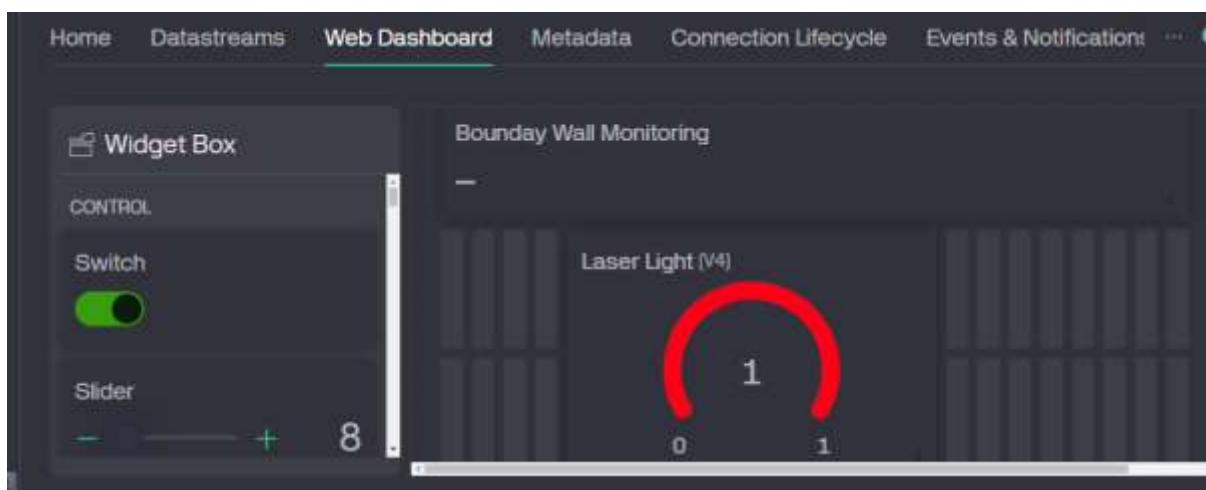 Home Datastreams Web Dashboard Metadata Connection Lifecycle Events & Notifications ...
Widget Box
CONTROL
Switch
Slider
− + 8
Bounday Wall Monitoring
–
Laser Light (V4)
1
0 1